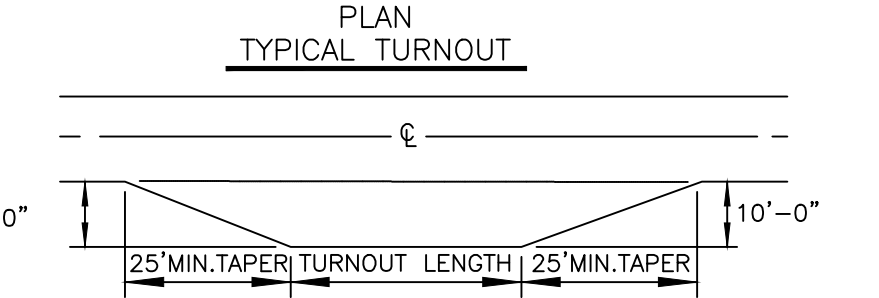 PLAN
TYPICAL TURNOUT
℄
0”
10’–0”
25’MIN.TAPER
TURNOUT LENGTH
25’MIN.TAPER